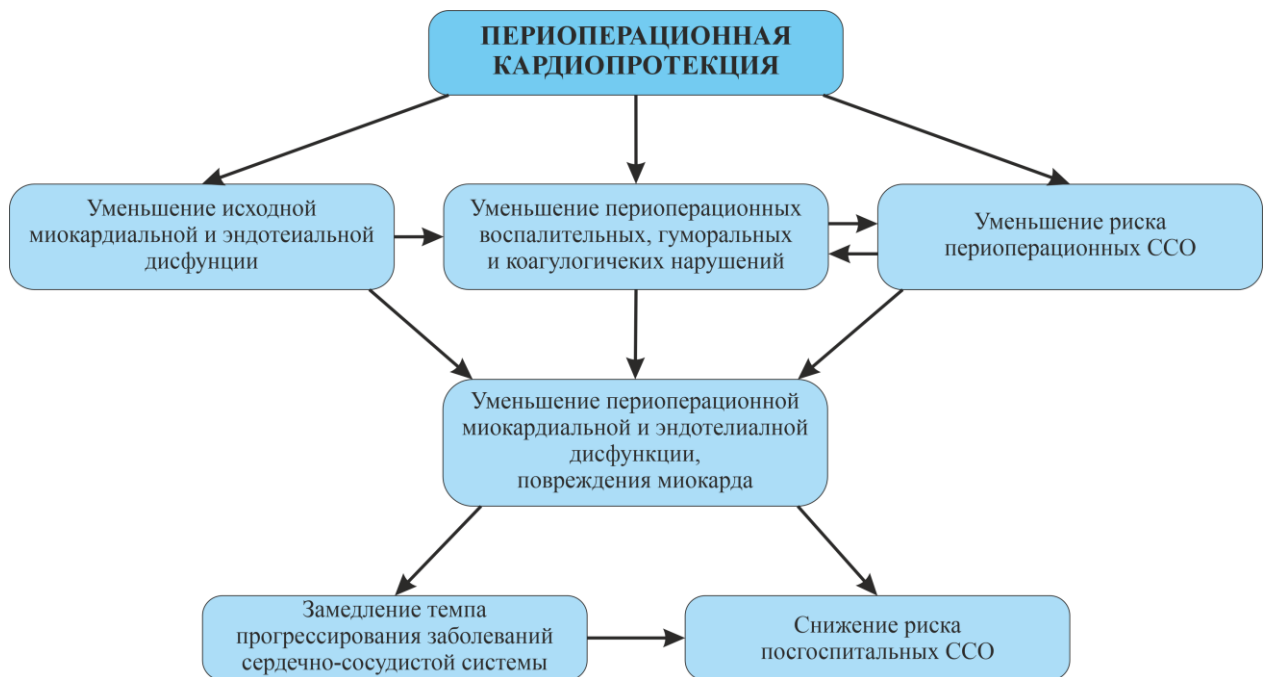 ПЕРИОПЕРАЦИОННАЯ
КАРДИОПРОТЕКЦИЯ
Уменьшение исходной
миокардиальной и эндотеиальной
дисфунции
Уменьшение периоперационных
воспалительных, гуморальных
и коагулогичеких нарушений
Уменьшение риска
периоперационных ССО
Уменьшение периоперационной
миокардиальной и эндотелиалной
дисфункции,
повреждения миокарда
Замедление темпа
прогрессирования заболеваний
сердечно-сосудистой системы
Снижение риска
посгоспитальных ССО